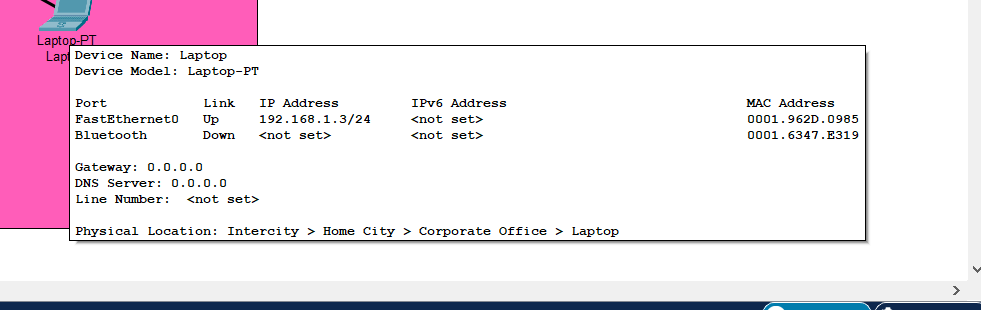 Laptop-PT
Lap
Device Name: Laptop
Device Model: Laptop-PT
Port Link IP Address IPv6 Address MAC Address
FastEthernet0 Up 192.168.1.3/24 <not set> 0001.962D.0985
Bluetooth Down <not set> <not set> 0001.6347.E319
Gateway: 0.0.0.0
DNS Server: 0.0.0.0
Line Number: <not set>
Physical Location: Intercity > Home City > Corporate Office > Laptop